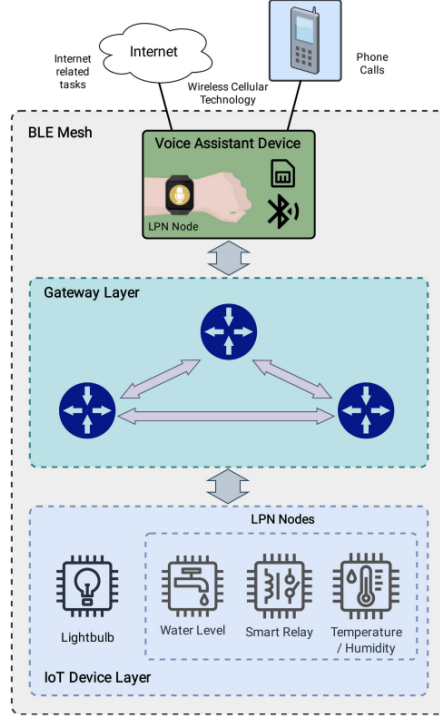 Internet
Internet
related
tasks
Wireless Cellular
Technology
Phone
Calls
BLE Mesh
Voice Assistant Device
LPN Node
Gateway Layer
LPN Nodes
Lightbulb
Water Level
Smart Relay
Temperature
/ Humidity
IoT Device Layer